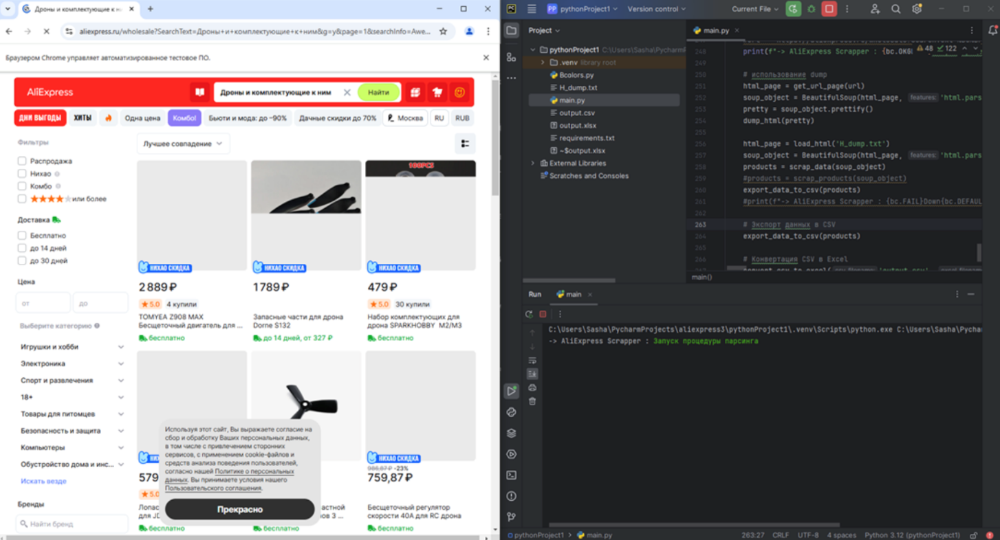 Дроны и комплектующие к н
aliexpress.ru/wholesale?SearchText=Дроны+и+комплектующие+к+ним&g=y&page=1&searchInfo=Awe...
Браузером Chrome управляет автоматизированное тестовое ПО.
AliExpress
Дроны и комплектующие к ним
Найти
ДНИ ВЫГОДЫ
ХИТЫ
Одна цена
Комбо!
Бьюти и мода: до −90%
Дачные скидки до 70%
Москва
RU
RUB
Фильтры
Лучшее совпадение
Распродажа
Нихао
Комбо
или более
Доставка
Бесплатно
до 14 дней
до 30 дней
Цена
от
до
Выберите категорию
Игрушки и хобби
Электроника
Спорт и развлечения
18+
Товары для питомцев
Безопасность и защита
Компьютеры
Обустройство дома и инс...
Искать везде
Бренды
Найти бренд
100PCS
НИХАО СКИДКА
НИХАО СКИДКА
НИХАО СКИДКА
2 889 ₽
1 789 ₽
479 ₽
5.0 4 купили
5.0 30 купили
TOMYEA Z908 MAX
Бесщеточный двигатель для ...
Запасные части для дрона
Dorne S132
Набор комплектующих для
дрона SPARKHOBBY M2/M3
бесплатно
до 14 дней, от 327 ₽
бесплатно
НИХ
НИХАО СКИДКА
986,87 ₽ -23%
579
759,87 ₽
5.0
Лопас
для JD
астной
ов 3 ...
Бесщеточный регулятор
скорости 40A для RC дрона
бесплатно
бесплатно
бесплатно
Используя этот сайт, Вы выражаете согласие на
сбор и обработку Ваших персональных данных,
в том числе с привлечением сторонних
сервисов, с применением cookie-файлов и
средств анализа поведения пользователей,
согласно нашей Политике о персональных
данных. Вы принимаете условия нашего
Пользовательского соглашения.
Прекрасно
PC
PP pythonProject1
Version control
Current File
Project
pythonProject1 C:\Users\Sasha\PycharmP
.venv library root
Bcolors.py
H_dump.txt
main.py
output.csv
output.xlsx
requirements.txt
~$output.xlsx
External Libraries
Scratches and Consoles
main.py
48 122
248 print(f"-> AliExpress Scrapper : {bc.OKG
249
250 # использование dump
251 html_page = get_url_page(url)
252 soup_object = BeautifulSoup(html_page, features: 'html.pars
253 pretty = soup_object.prettify()
254 dump_html(pretty)
255
256 html_page = load_html('H_dump.txt')
257 soup_object = BeautifulSoup(html_page, features: 'html.pars
258 products = scrap_data(soup_object)
259 #products = scrap_products(soup_object)
260 export_data_to_csv(products)
261 #print(f"-> AliExpress Scrapper : {bc.FAIL}Down{bc.DEFAUL
262
263 # Экспорт данных в CSV
264 export_data_to_csv(products)
265
266 # Конвертация CSV в Excel
main()
Run
main
C:\Users\Sasha\PycharmProjects\aliexpress3\pythonProject1\.venv\Scripts\python.exe C:\Users\Sasha\Pychar
-> AliExpress Scrapper : Запуск процедуры парсинга
pythonProject1 > main.py
263:27 CRLF UTF-8 4 spaces Python 3.12 (pythonProject1)